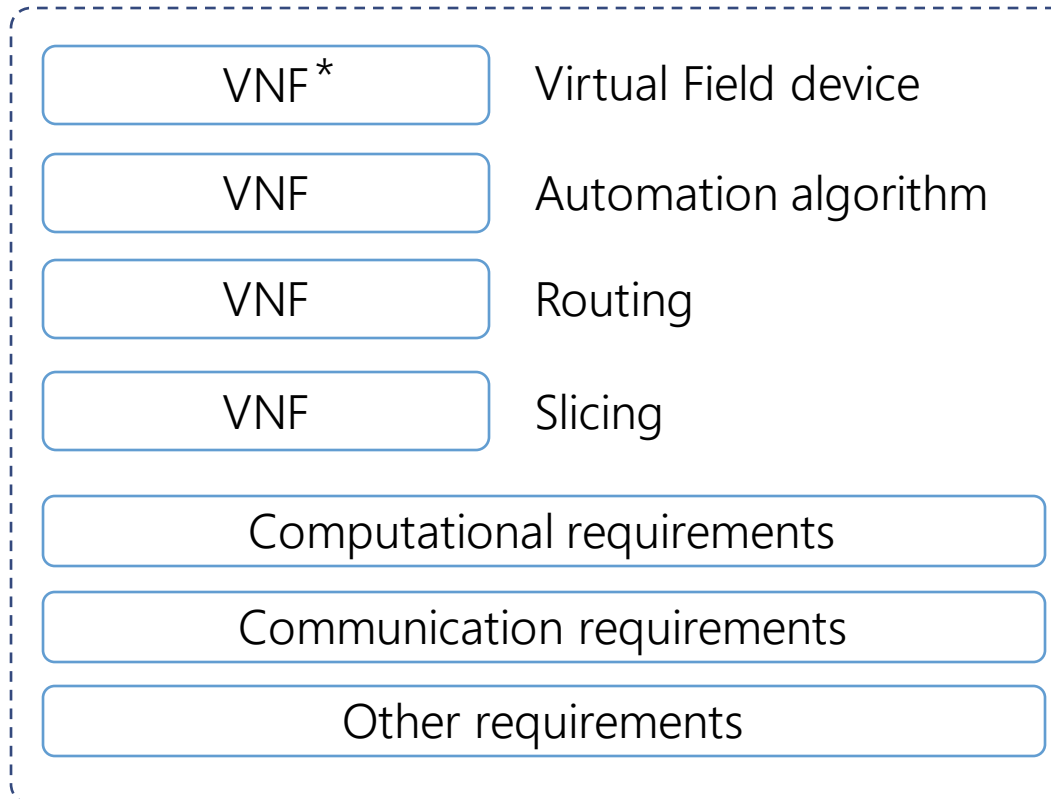 VNF* Virtual Field device
VNF Automation algorithm
VNF Routing
VNF Slicing
Computational requirements
Communication requirements
Other requirements